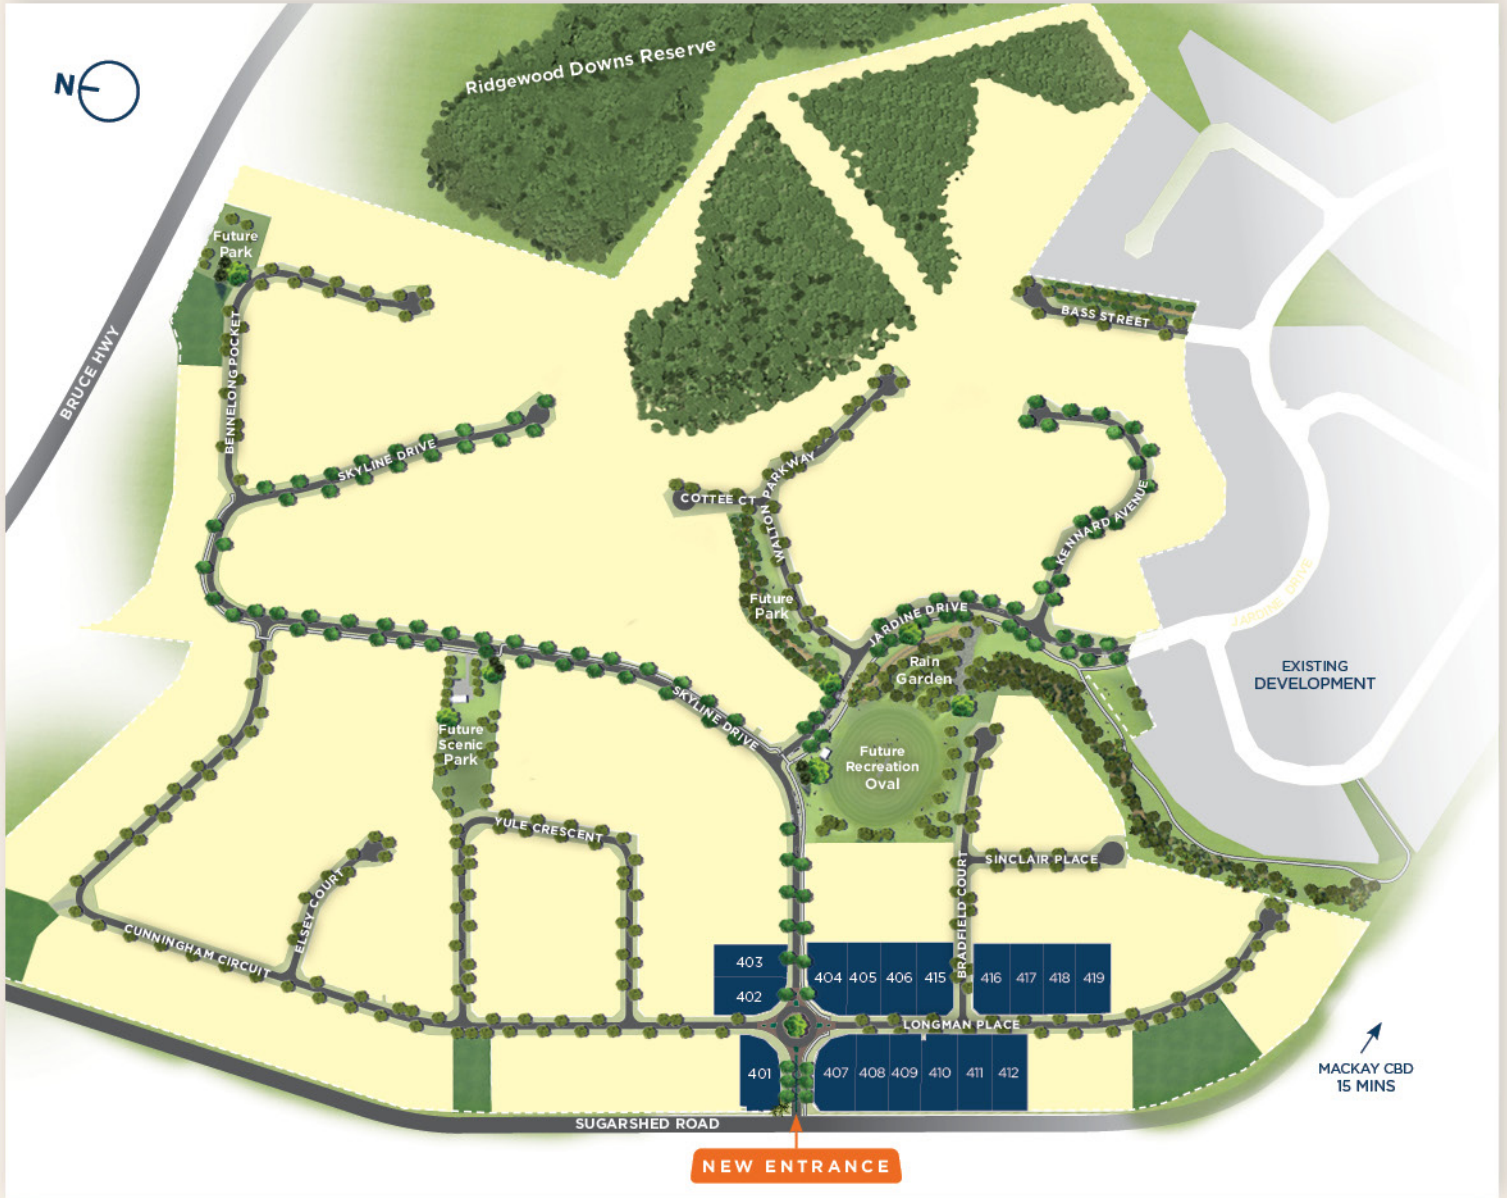 Ridgewood Downs Reserve
N
Future
Park
BRUCE HWY
BENNELONG POCKET
BASS STREET
SKYLINE DRIVE
COTTEE CT
WALTON PARKWAY
KENNARD AVENUE
Future
Park
JARDINE DRIVE
JARDINE DRIVE
Rain
Garden
EXISTING
DEVELOPMENT
SKYLINE DRIVE
Future
Scenic
Park
Future
Recreation
Oval
YULE CRESCENT
SINCLAIR PLACE
ELSEY COURT
BRADFIELD COURT
CUNNINGHAM CIRCUIT
403
402
404 405 406 415
416 417 418 419
LONGMAN PLACE
401
407 408 409 410 411 412
MACKAY CBD
15 MINS
SUGARSHED ROAD
NEW ENTRANCE